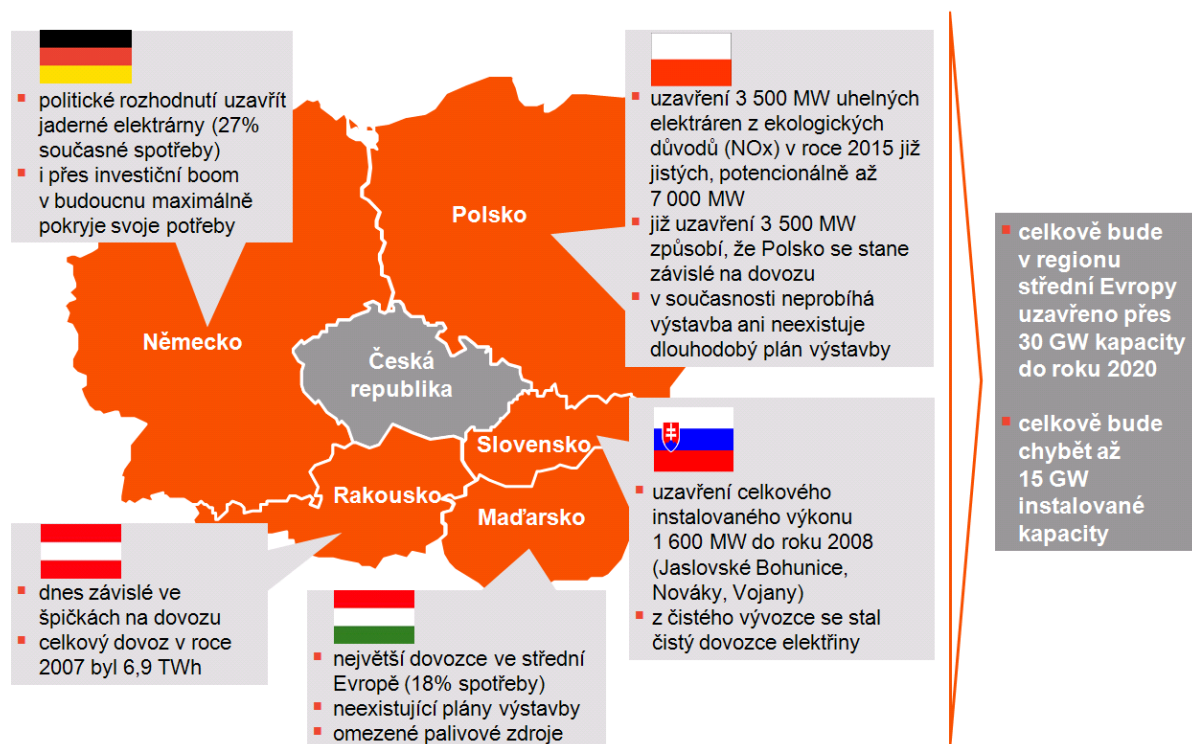 politické rozhodnutí uzavřít
jaderné elektrárny (27%
současné spotřeby)
i přes investiční boom
v budoucnu maximálně
pokryje svoje potřeby
uzavření 3 500 MW uhelných
elektráren z ekologických
důvodů (NOx) v roce 2015 již
jistých, potencionálně až
7 000 MW
již uzavření 3 500 MW
způsobí, že Polsko se stane
závislé na dovozu
v současnosti neprobíhá
výstavba ani neexistuje
dlouhodobý plán výstavby
Polsko
Německo
Česká
republika
Slovensko
Rakousko
Maďarsko
uzavření celkového
instalovaného výkonu
1 600 MW do roku 2008
(Jaslovské Bohunice,
Nováky, Vojany)
z čistého vývozce se stal
čistý dovozce elektřiny
dnes závislé ve
špičkách na dovozu
celkový dovoz v roce
2007 byl 6,9 TWh
největší dovozce ve střední
Evropě (18% spotřeby)
neexistující plány výstavby
omezené palivové zdroje
celkově bude
v regionu
střední Evropy
uzavřeno přes
30 GW kapacity
do roku 2020
celkově bude
chybět až
15 GW
instalované
kapacity